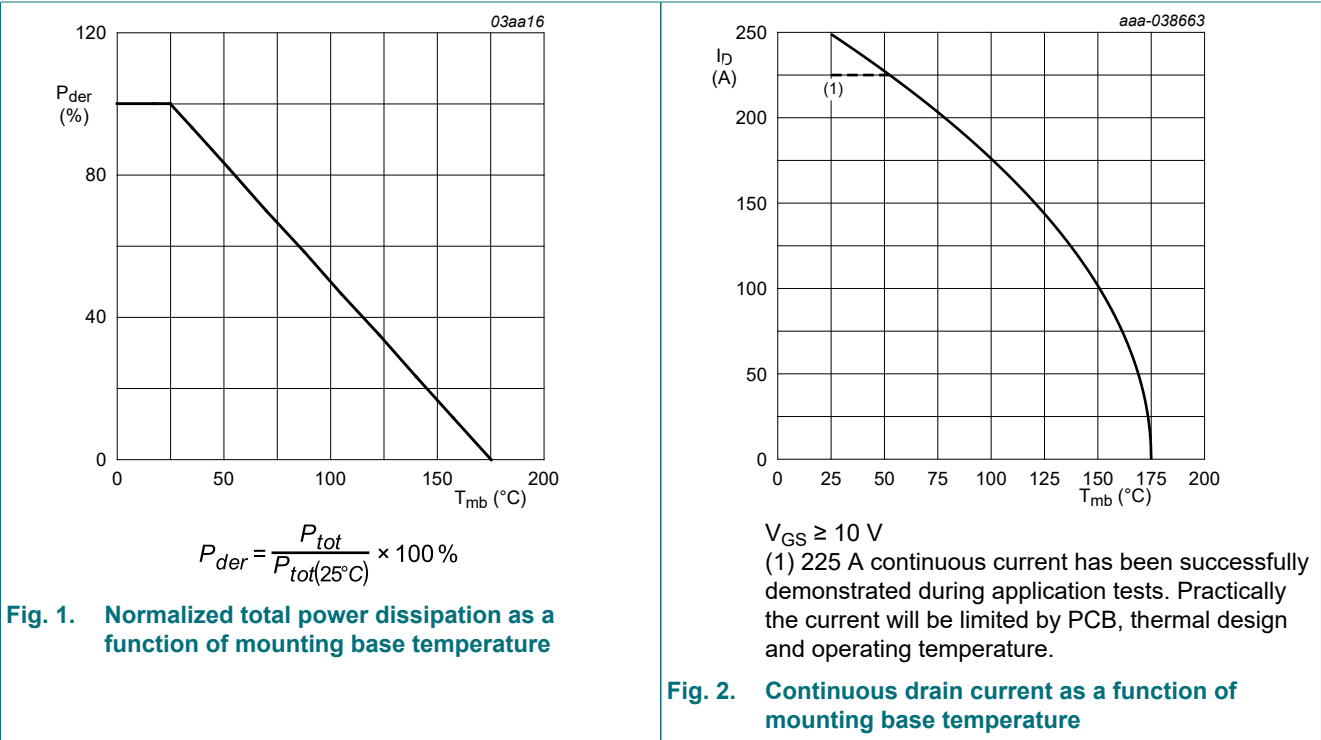 03aa16
120
80
40
0
P_der
(%)
0 50 100 150 200
T_mb (°C)
P_der = P_tot / P_tot(25°C) × 100 %
Fig. 1. Normalized total power dissipation as a
function of mounting base temperature
aaa-038663
250
200
150
100
50
0
I_D
(A)
(1)
0 25 50 75 100 125 150 175 200
T_mb (°C)
V_GS ≥ 10 V
(1) 225 A continuous current has been successfully
demonstrated during application tests. Practically
the current will be limited by PCB, thermal design
and operating temperature.
Fig. 2. Continuous drain current as a function of
mounting base temperature